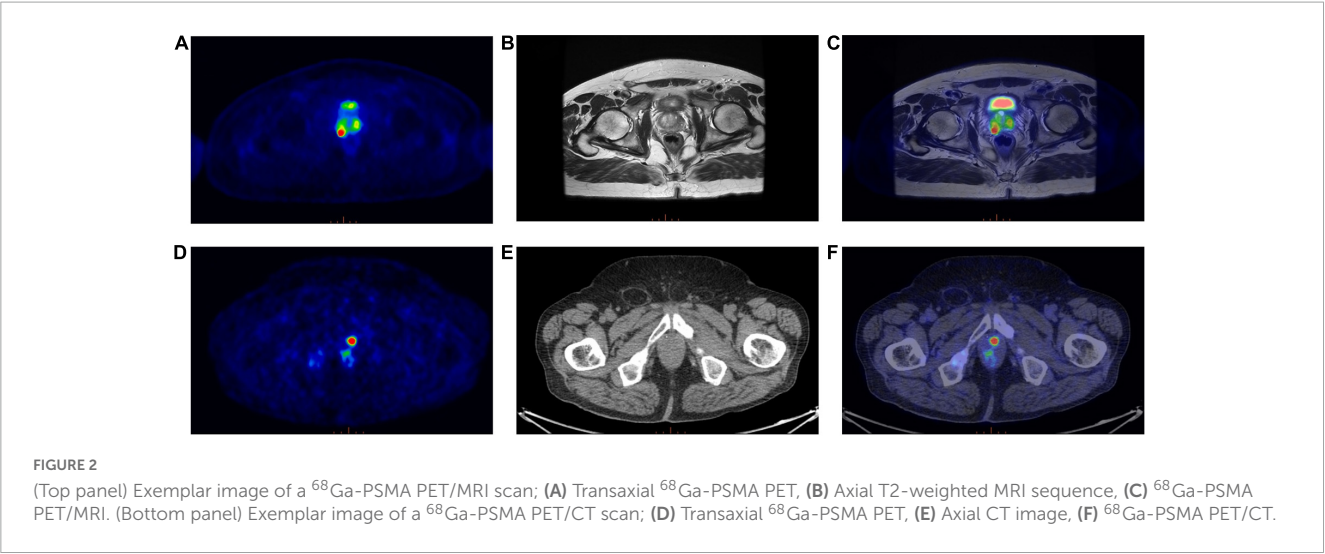 A B C
D E F
FIGURE 2
(Top panel) Exemplar image of a ⁶⁸Ga-PSMA PET/MRI scan; (A) Transaxial ⁶⁸Ga-PSMA PET, (B) Axial T2-weighted MRI sequence, (C) ⁶⁸Ga-PSMA
PET/MRI. (Bottom panel) Exemplar image of a ⁶⁸Ga-PSMA PET/CT scan; (D) Transaxial ⁶⁸Ga-PSMA PET, (E) Axial CT image, (F) ⁶⁸Ga-PSMA PET/CT.